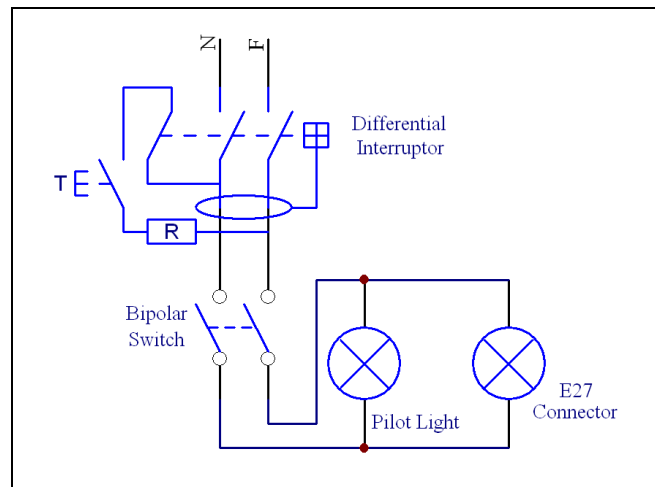 N
F
Differential
Interruptor
T
R
Bipolar
Switch
Pilot Light
E27
Connector